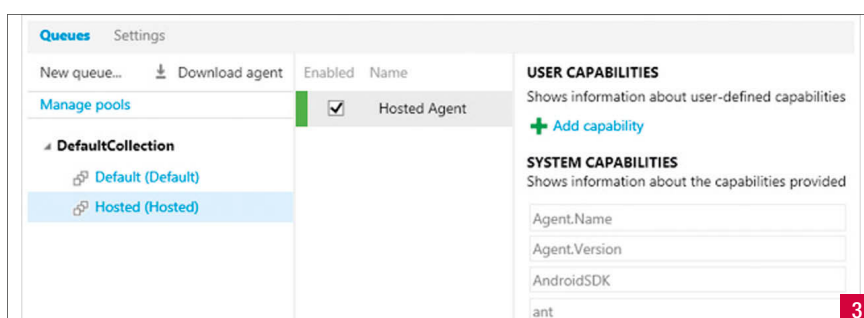 Queues Settings
New queue... Download agent
Manage pools
DefaultCollection
Default (Default)
Hosted (Hosted)
Enabled Name
Hosted Agent
USER CAPABILITIES
Shows information about user-defined capabilities
Add capability
SYSTEM CAPABILITIES
Shows information about the capabilities provided
Agent.Name
Agent.Version
AndroidSDK
ant
3